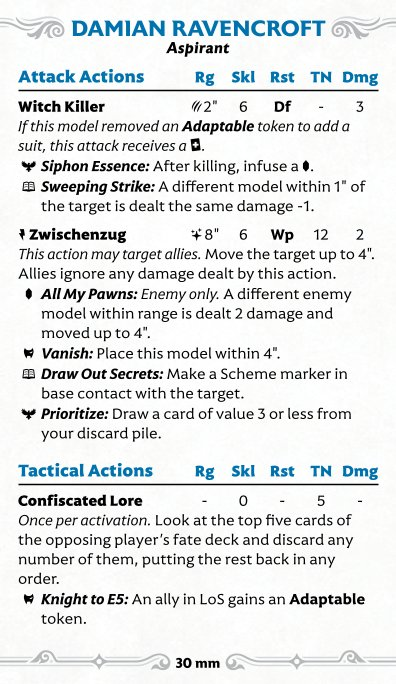 DAMIAN RAVENCROFT
Aspirant
Attack Actions Rg Skl Rst TN Dmg
Witch Killer 2" 6 Df - 3
If this model removed an Adaptable token to add a
suit, this attack receives a .
Siphon Essence: After killing, infuse a .
Sweeping Strike: A different model within 1" of
the target is dealt the same damage -1.
Zwischenzug 8" 6 Wp 12 2
This action may target allies. Move the target up to 4".
Allies ignore any damage dealt by this action.
All My Pawns: Enemy only. A different enemy
model within range is dealt 2 damage and
moved up to 4".
Vanish: Place this model within 4".
Draw Out Secrets: Make a Scheme marker in
base contact with the target.
Prioritize: Draw a card of value 3 or less from
your discard pile.
Tactical Actions Rg Skl Rst TN Dmg
Confiscated Lore - 0 - 5 -
Once per activation. Look at the top five cards of
the opposing player's fate deck and discard any
number of them, putting the rest back in any
order.
Knight to E5: An ally in LoS gains an Adaptable
token.
30 mm